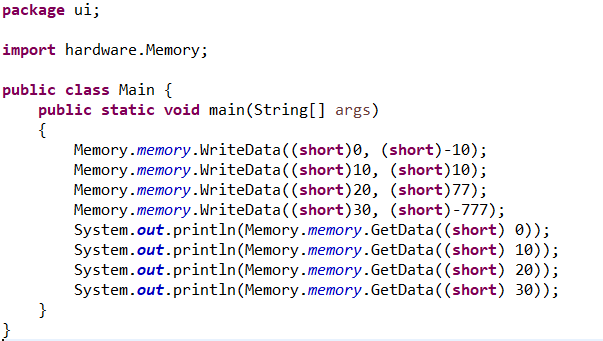 package ui;
import hardware.Memory;
public class Main {
public static void main(String[] args)
{
Memory.memory.WriteData((short)0, (short)-10);
Memory.memory.WriteData((short)10, (short)10);
Memory.memory.WriteData((short)20, (short)77);
Memory.memory.WriteData((short)30, (short)-777);
System.out.println(Memory.memory.GetData((short) 0));
System.out.println(Memory.memory.GetData((short) 10));
System.out.println(Memory.memory.GetData((short) 20));
System.out.println(Memory.memory.GetData((short) 30));
}
}